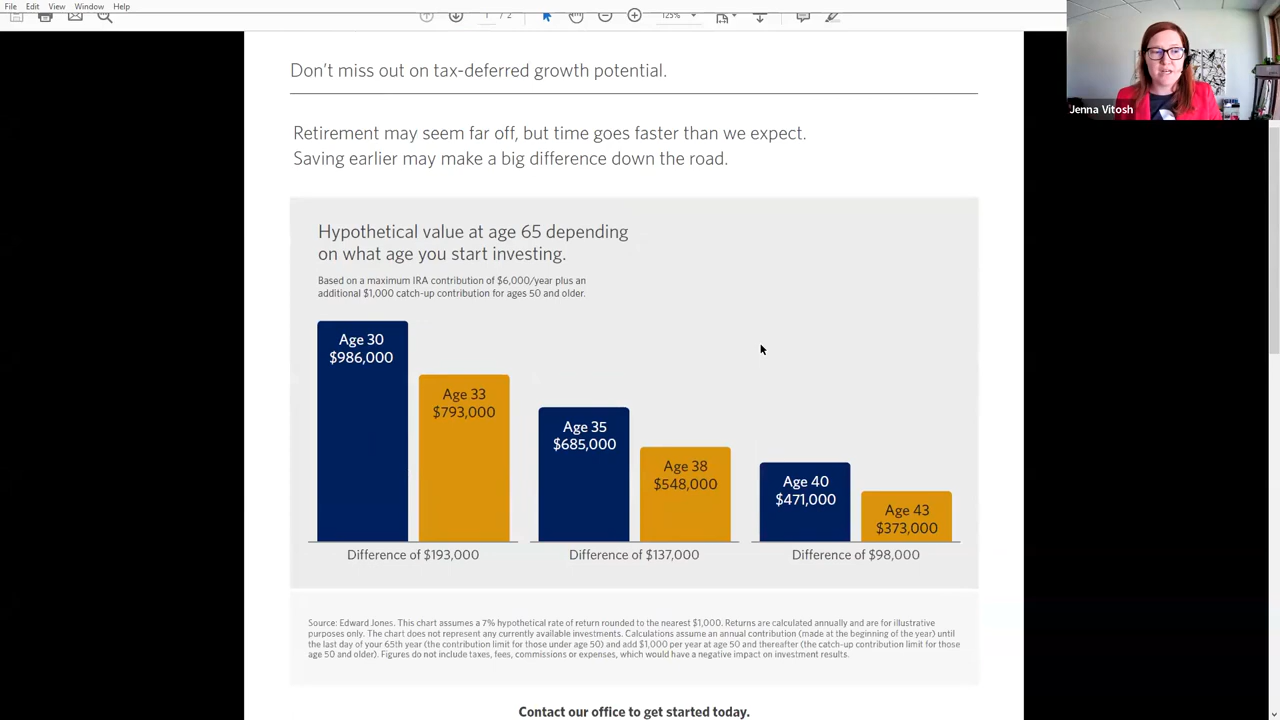 File Edit View Window Help
1 / 2
125%
Jenna Vitosh
Don't miss out on tax-deferred growth potential.
Retirement may seem far off, but time goes faster than we expect.
Saving earlier may make a big difference down the road.
Hypothetical value at age 65 depending
on what age you start investing.
Based on a maximum IRA contribution of $6,000/year plus an
additional $1,000 catch-up contribution for ages 50 and older.
Age 30
$986,000
Age 33
$793,000
Difference of $193,000
Age 35
$685,000
Age 38
$548,000
Difference of $137,000
Age 40
$471,000
Age 43
$373,000
Difference of $98,000
Source: Edward Jones. This chart assumes a 7% hypothetical rate of return rounded to the nearest $1,000. Returns are calculated annually and are for illustrative
purposes only. The chart does not represent any currently available investments. Calculations assume an annual contribution (made at the beginning of the year) until
the last day of your 65th year (the contribution limit for those under age 50) and add $1,000 per year at age 50 and thereafter (the catch-up contribution limit for those
age 50 and older). Figures do not include taxes, fees, commissions or expenses, which would have a negative impact on investment results.
Contact our office to get started today.